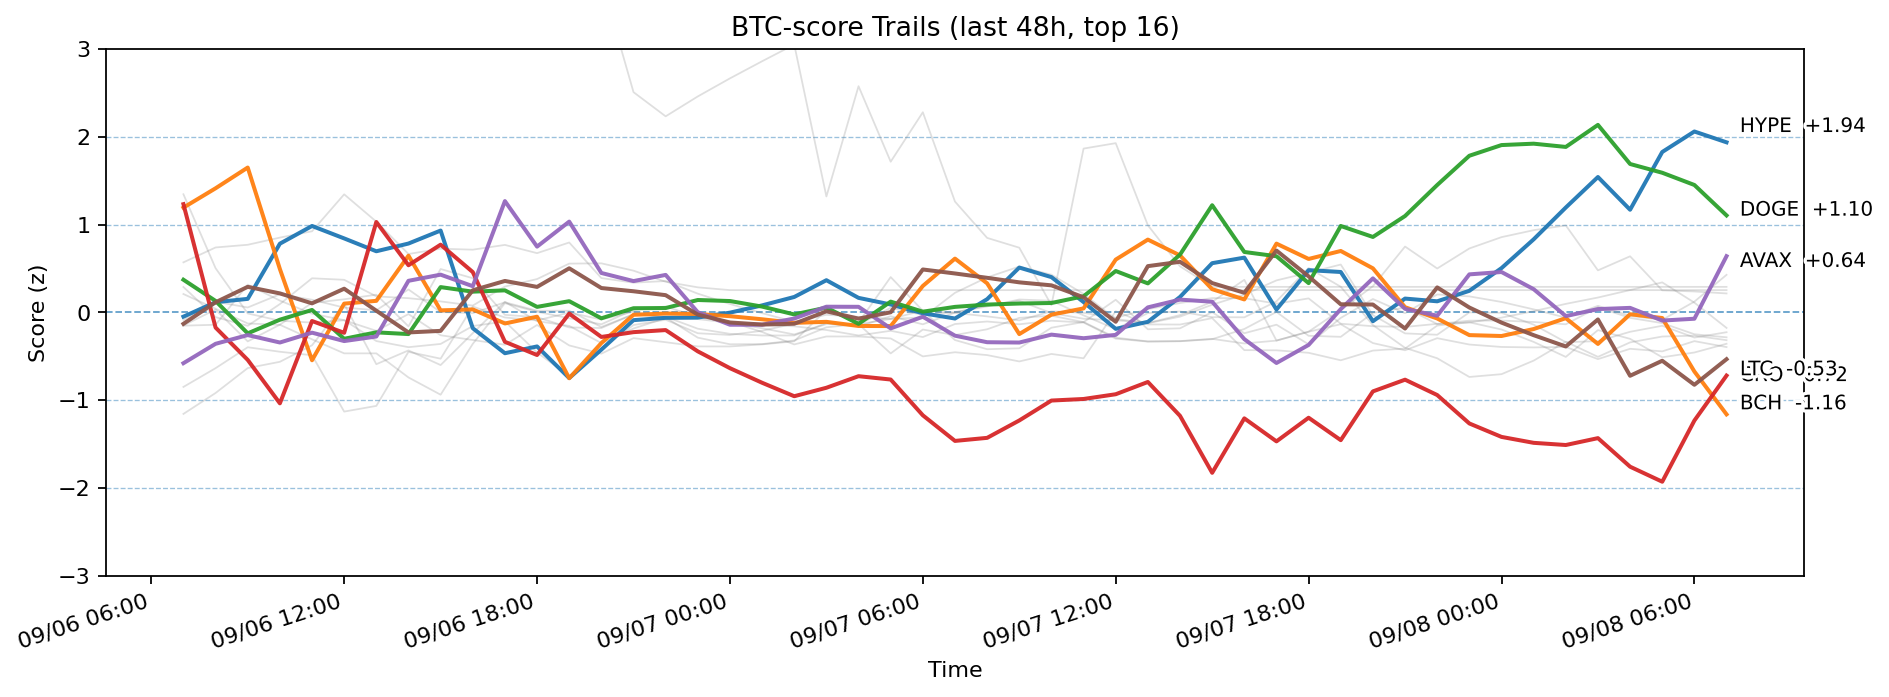 BTC-score Trails (last 48h, top 16)
3
2
1
0
−1
−2
−3
Score (z)
HYPE +1.94
DOGE +1.10
AVAX +0.64
LTC -0.53
BCH -1.16
09/06 06:00
09/06 12:00
09/06 18:00
09/07 00:00
09/07 06:00
09/07 12:00
09/07 18:00
09/08 00:00
09/08 06:00
Time